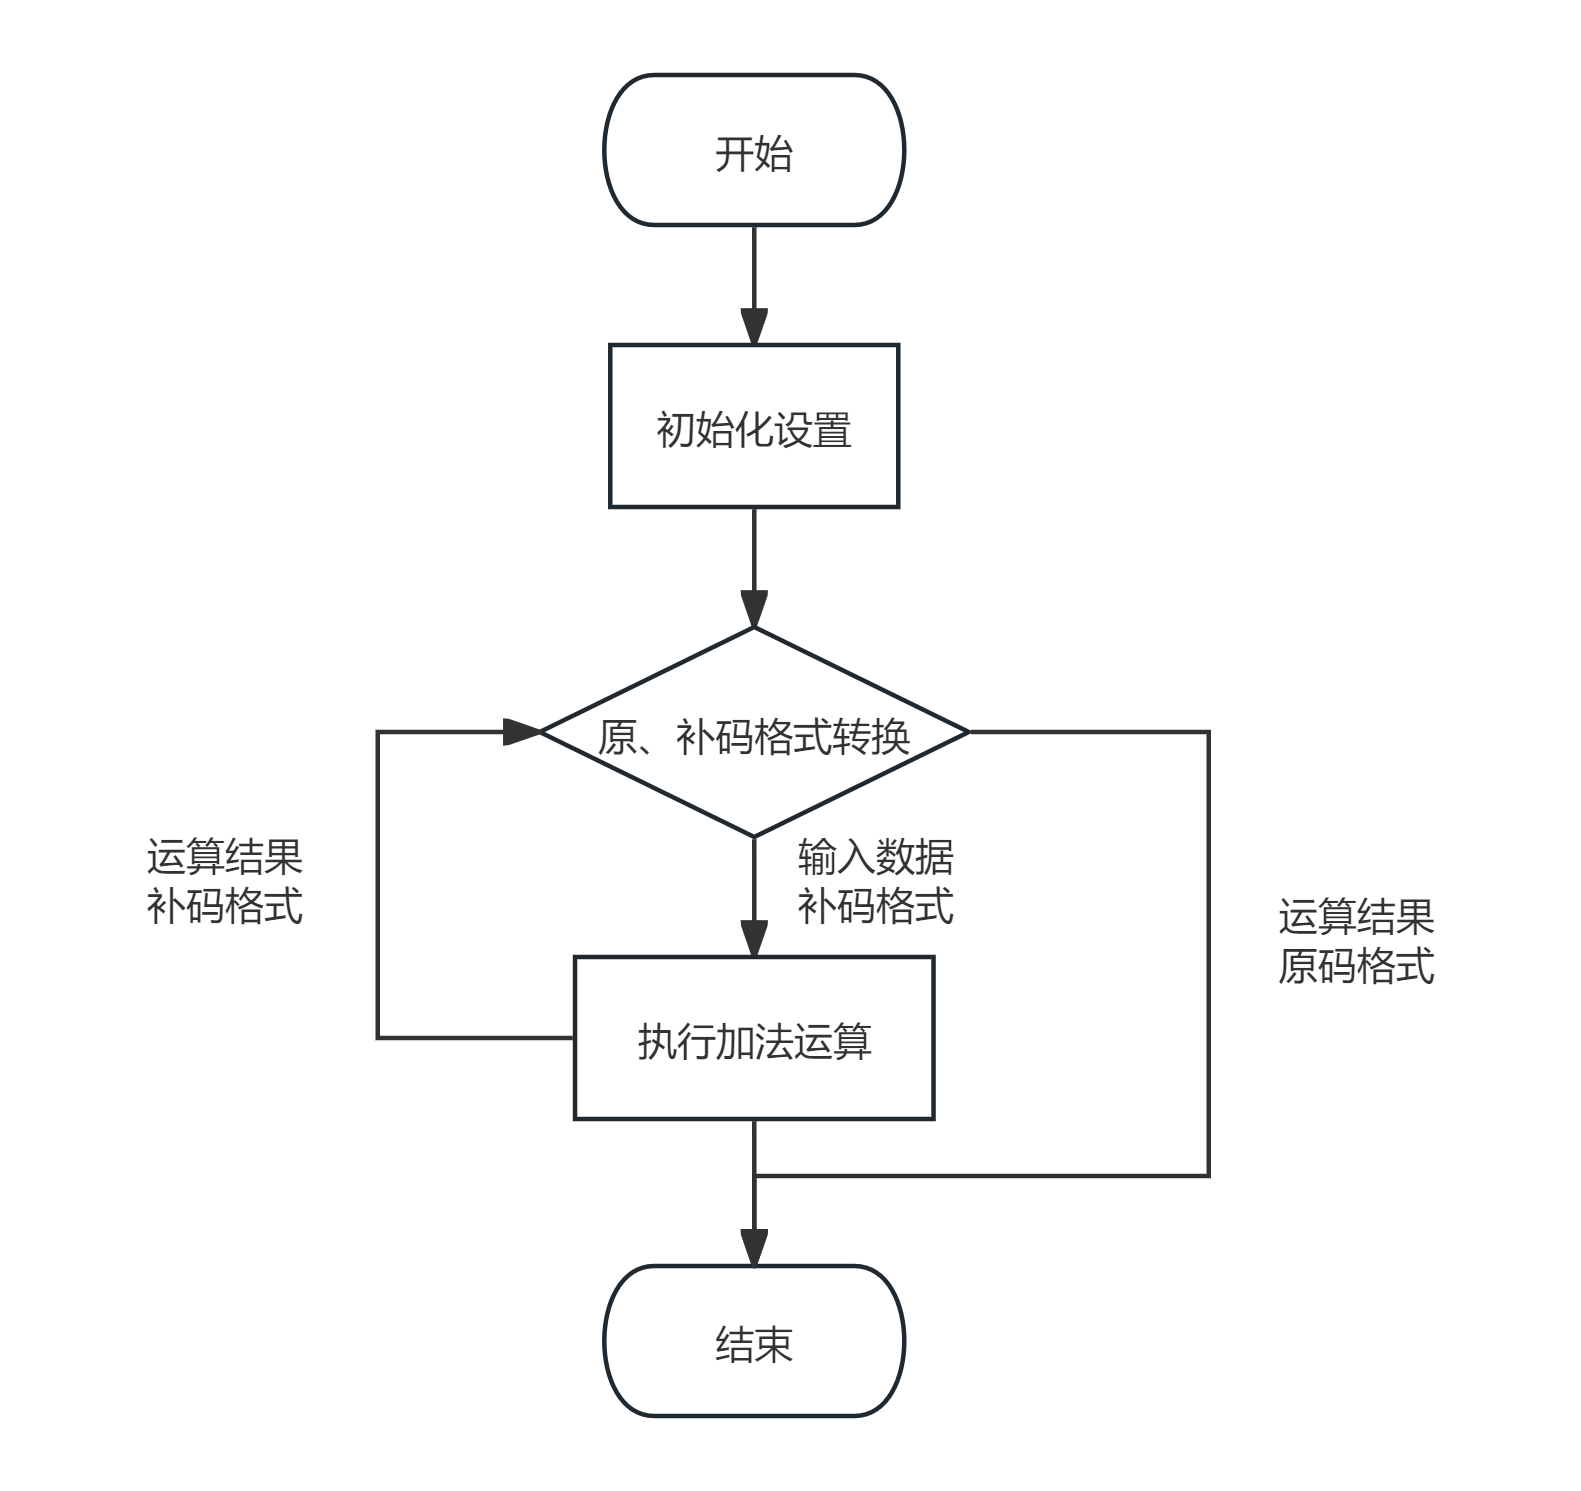 开始
初始化设置
原、补码格式转换
运算结果
补码格式
输入数据
补码格式
运算结果
原码格式
执行加法运算
结束